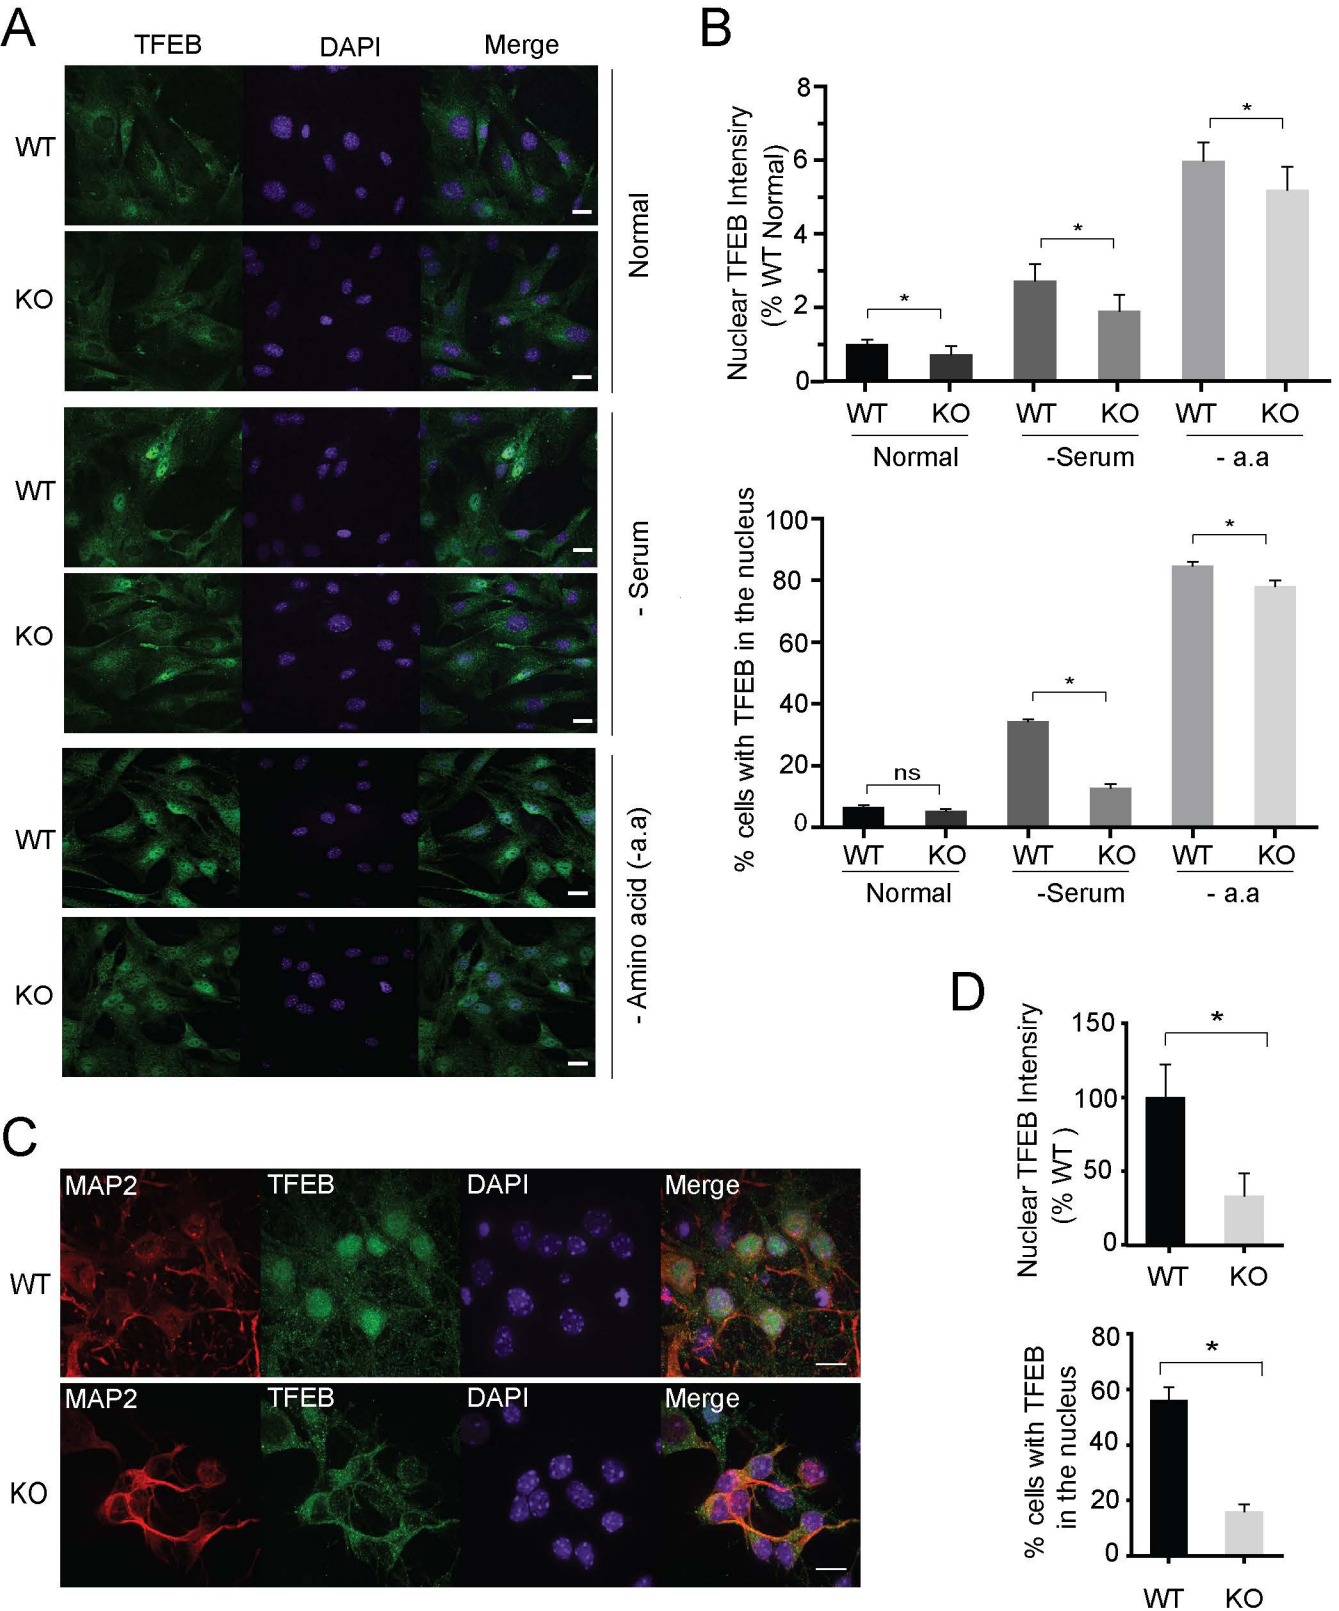 A
TFEB
DAPI
Merge
WT
KO
Normal
WT
KO
- Serum
WT
KO
- Amino acid (-a.a)
B
Nuclear TFEB Intensiry
(% WT Normal)
8
6
4
2
0
*
*
*
WT
KO
WT
KO
WT
KO
Normal
-Serum
- a.a
% cells with TFEB in the nucleus
100
80
60
40
20
0
ns
*
*
WT
KO
WT
KO
WT
KO
Normal
-Serum
- a.a
C
MAP2
TFEB
DAPI
Merge
WT
MAP2
TFEB
DAPI
Merge
KO
D
Nuclear TFEB Intensiry
(% WT )
150
100
50
0
*
WT
KO
% cells with TFEB
in the nucleus
80
60
40
20
0
*
WT
KO